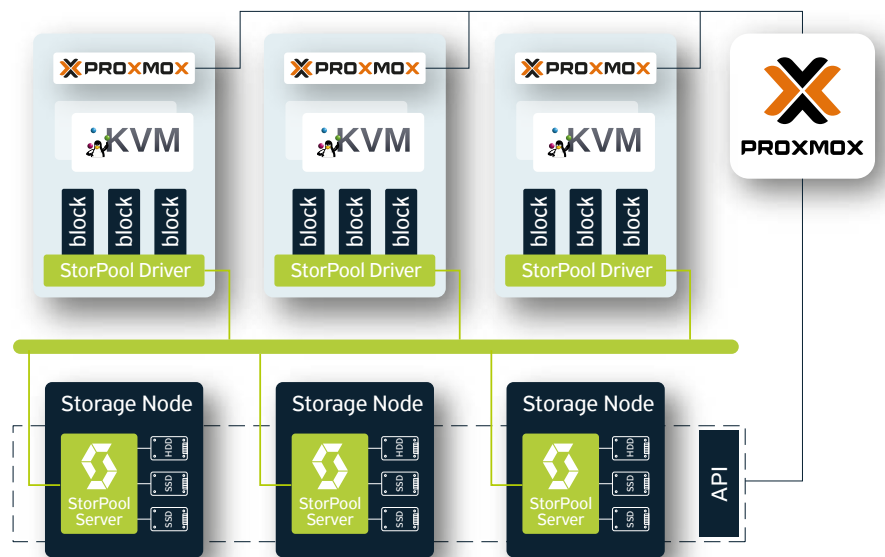 PROXMOX
PROXMOX
PROXMOX
KVM
KVM
KVM
PROXMOX
block
block
block
block
block
block
block
block
block
StorPool Driver
StorPool Driver
StorPool Driver
Storage Node
Storage Node
Storage Node
HDD
SSD
SSD
StorPool
Server
HDD
SSD
SSD
StorPool
Server
HDD
SSD
SSD
StorPool
Server
API